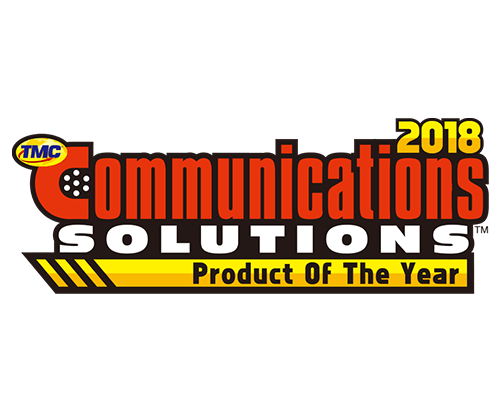 2018
TMC
Communications
SOLUTIONS™
Product Of The Year